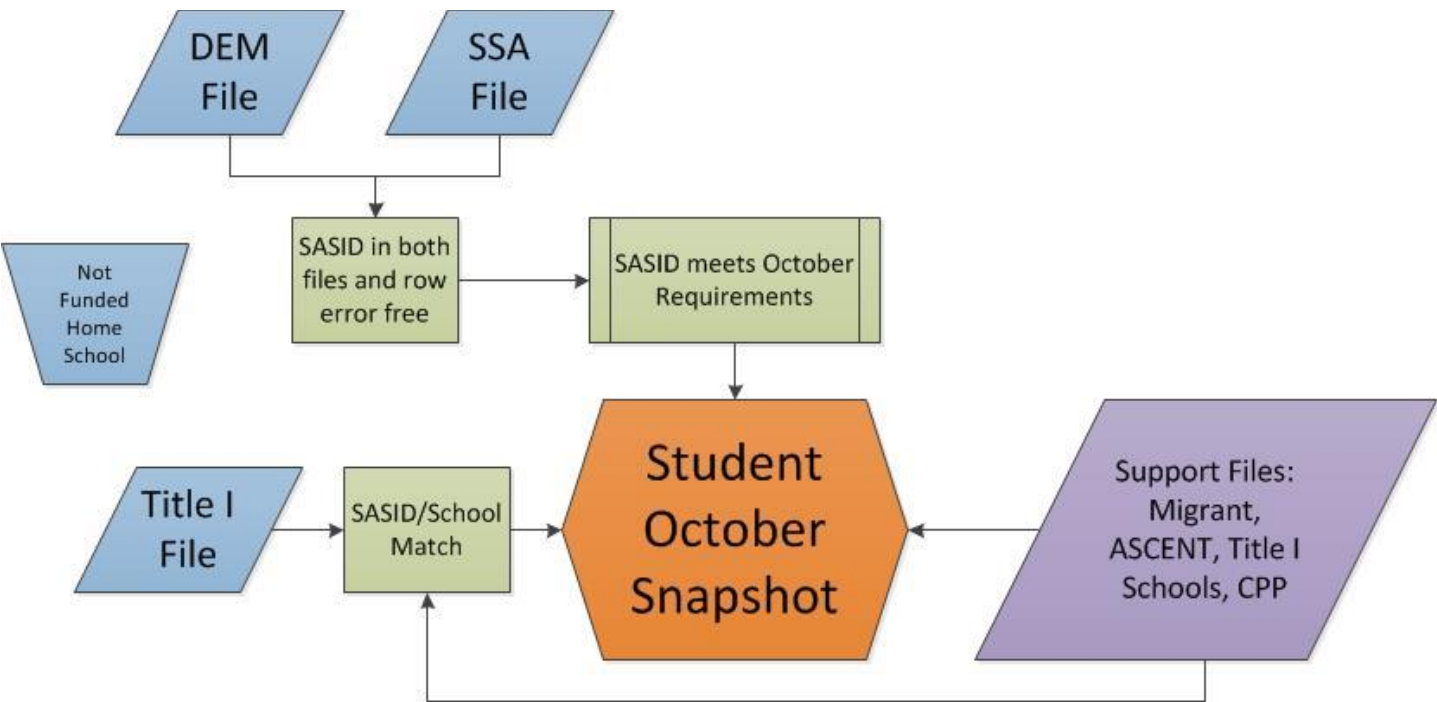 DEM
File
SSA
File
SASID in both
files and row
error free
SASID meets October
Requirements
Not
Funded
Home
School
Title I
File
SASID/School
Match
Student
October
Snapshot
Support Files:
Migrant,
ASCENT, Title I
Schools, CPP